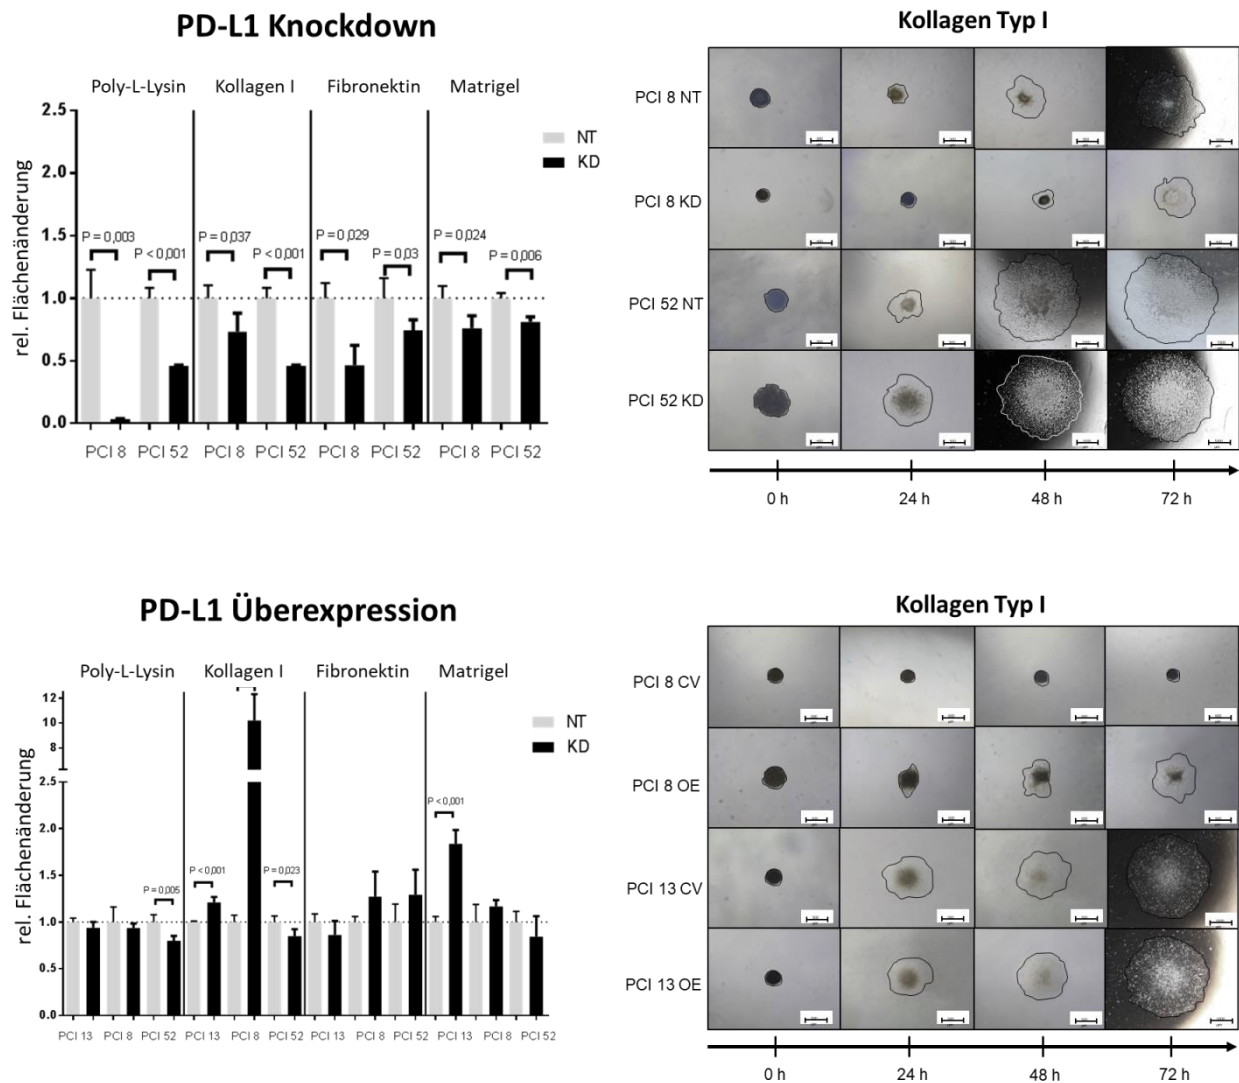 PD-L1 Knockdown
Poly-L-Lysin Kollagen I Fibronektin Matrigel
rel. Flächenänderung
2.5
2.0
1.5
1.0
0.5
0.0
NT
KD
P = 0,003
P < 0,001
P = 0,037
P < 0,001
P = 0,029
P = 0,03
P = 0,024
P = 0,006
PCI 8 PCI 52 PCI 8 PCI 52 PCI 8 PCI 52 PCI 8 PCI 52
Kollagen Typ I
PCI 8 NT
PCI 8 KD
PCI 52 NT
PCI 52 KD
0 h 24 h 48 h 72 h
PD-L1 Überexpression
Poly-L-Lysin Kollagen I Fibronektin Matrigel
rel. Flächenänderung
12
10
8
6
4
2.5
2.0
1.5
1.0
0.5
0.0
NT
KD
P = 0,005
P < 0,001
P = 0,023
P < 0,001
PCI 13 PCI 8 PCI 52 PCI 13 PCI 8 PCI 52 PCI 13 PCI 8 PCI 52 PCI 13 PCI 8 PCI 52
Kollagen Typ I
PCI 8 CV
PCI 8 OE
PCI 13 CV
PCI 13 OE
0 h 24 h 48 h 72 h